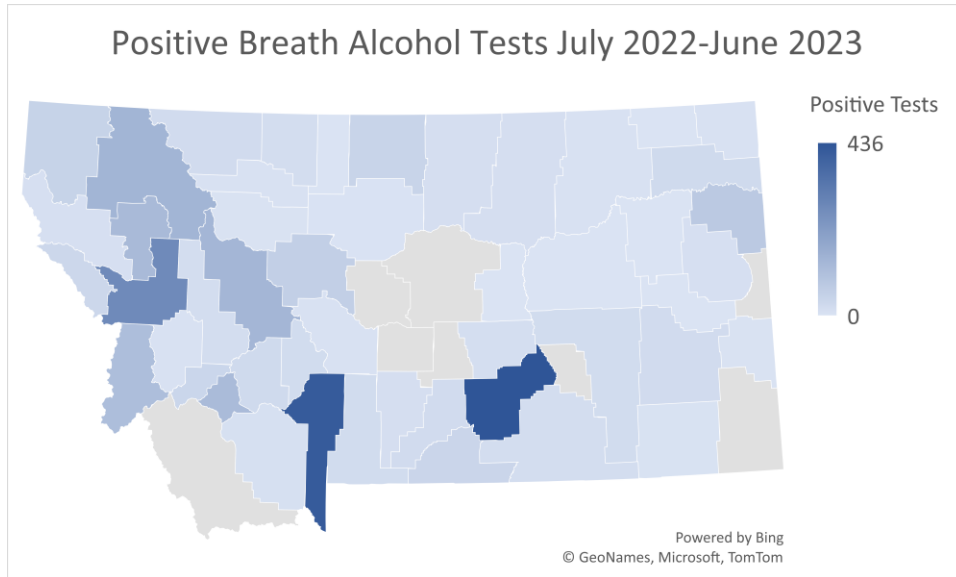 Positive Breath Alcohol Tests July 2022-June 2023
Positive Tests
436
0
Powered by Bing
© GeoNames, Microsoft, TomTom